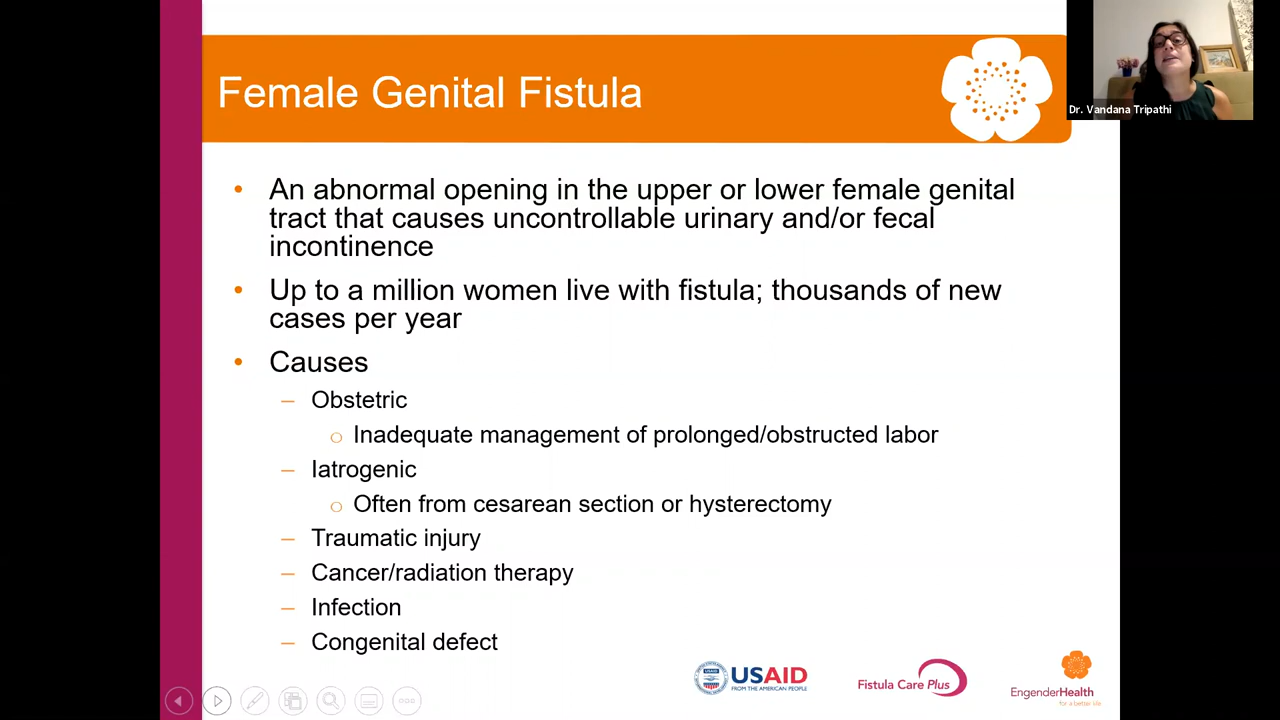 Female Genital Fistula
Dr. Vandana Tripathi
• An abnormal opening in the upper or lower female genital
tract that causes uncontrollable urinary and/or fecal
incontinence
• Up to a million women live with fistula; thousands of new
cases per year
• Causes
– Obstetric
o Inadequate management of prolonged/obstructed labor
– Iatrogenic
o Often from cesarean section or hysterectomy
– Traumatic injury
– Cancer/radiation therapy
– Infection
– Congenital defect
USAID
FROM THE AMERICAN PEOPLE
Fistula Care Plus
EngenderHealth
for a better life